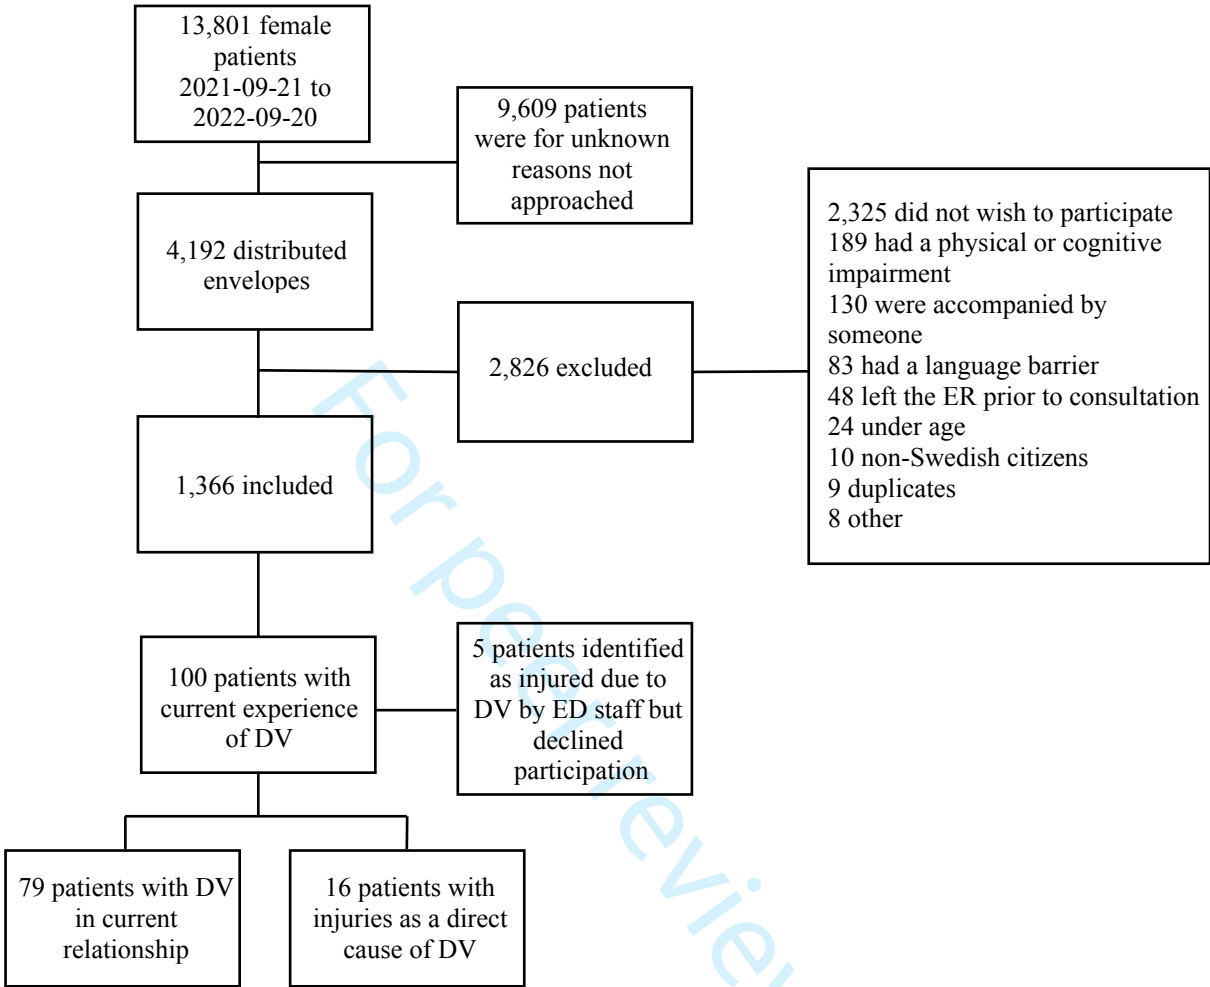 13,801 female
patients
2021-09-21 to
2022-09-20
9,609 patients
were for unknown
reasons not
approached
4,192 distributed
envelopes
2,826 excluded
2,325 did not wish to participate
189 had a physical or cognitive
impairment
130 were accompanied by
someone
83 had a language barrier
48 left the ER prior to consultation
24 under age
10 non-Swedish citizens
9 duplicates
8 other
1,366 included
100 patients with
current experience
of DV
5 patients identified
as injured due to
DV by ED staff but
declined
participation
79 patients with DV
in current
relationship
16 patients with
injuries as a direct
cause of DV
For peer review